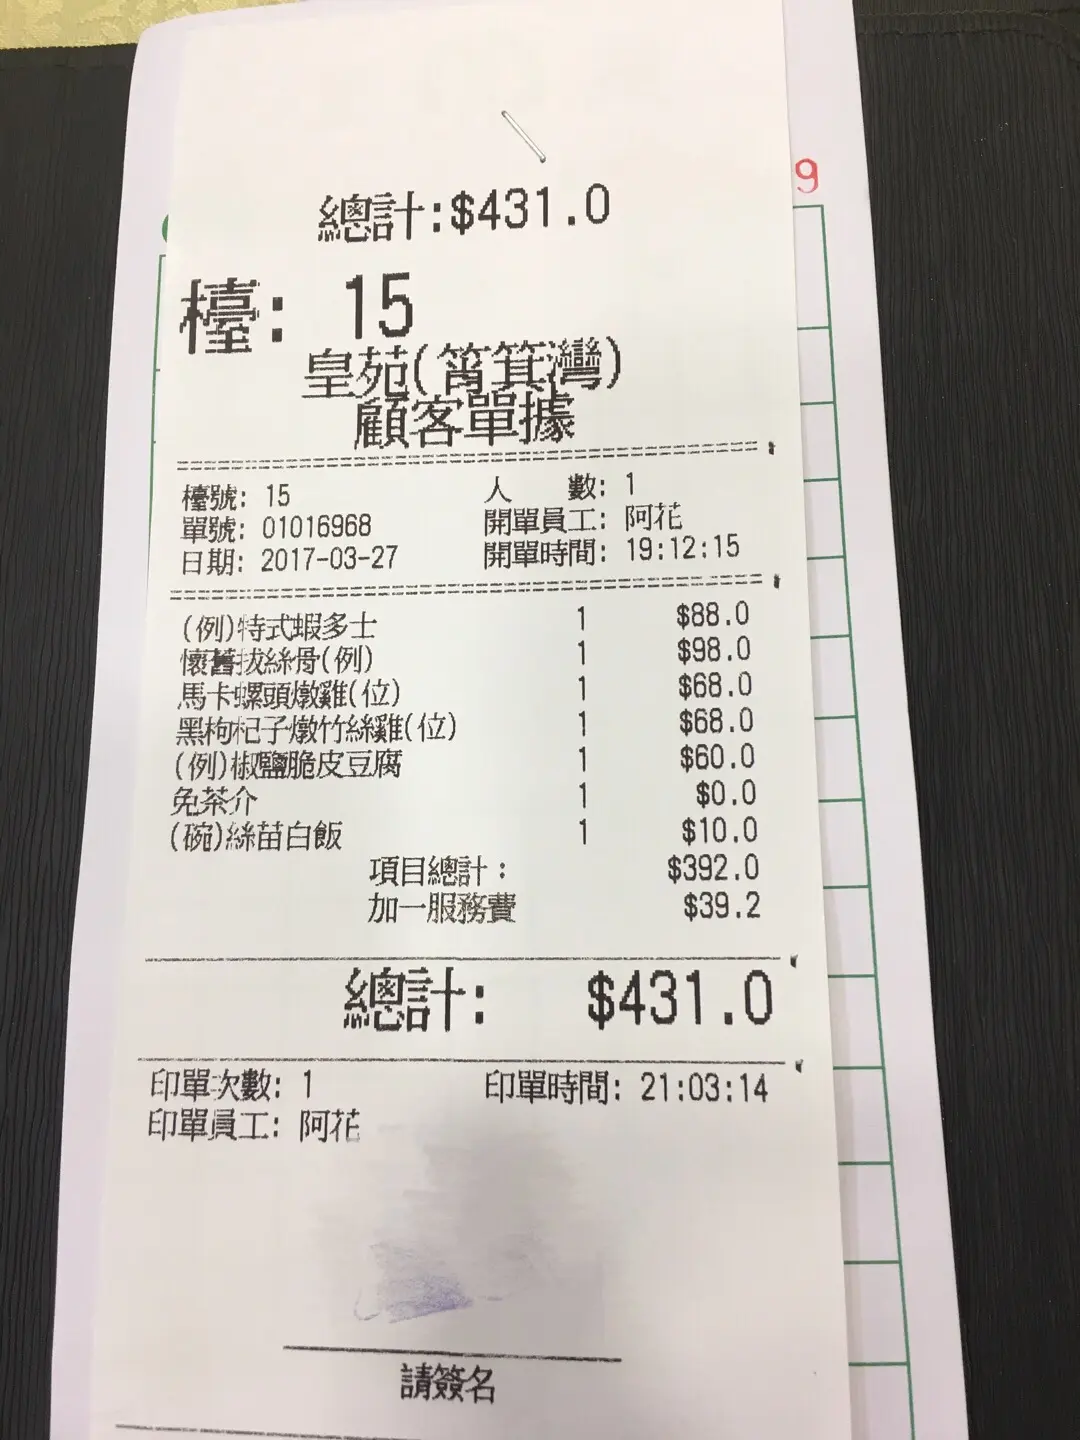 9
總計:$431.0
檯: 15
皇苑(筲箕灣)
顧客單據
檯號: 15 人 數: 1
單號: 01016968 開單員工: 阿花
日期: 2017-03-27 開單時間: 19:12:15
(例)特式蝦多士 1 $88.0
懷舊拔絲骨(例) 1 $98.0
馬卡螺頭燉雞(位) 1 $68.0
黑枸杞子燉竹絲雞(位) 1 $68.0
(例)椒鹽脆皮豆腐 1 $60.0
免茶介 1 $0.0
(碗)絲苗白飯 1 $10.0
項目總計: $392.0
加一服務費 $39.2
總計: $431.0
印單次數: 1 印單時間: 21:03:14
印單員工: 阿花
請簽名